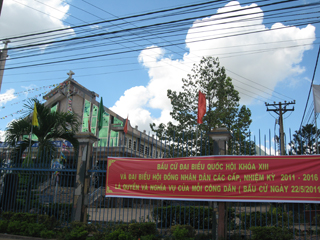 BẦU CỬ ĐẠI BIỂU QUỐC HỘI KHÓA XIII
VÀ ĐẠI BIỂU HỘI ĐỒNG NHÂN DÂN CÁC CẤP, NHIỆM KỲ 2011 - 2016
LÀ QUYỀN VÀ NGHĨA VỤ CỦA MỖI CÔNG DÂN BẦU CỬ NGÀY 22/5/2011